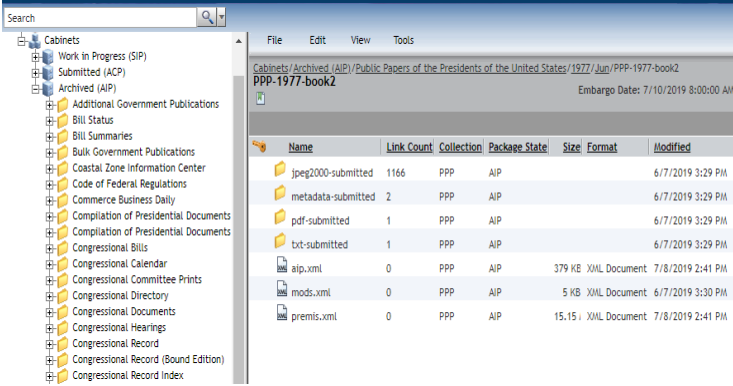 Search
Cabinets
Work in Progress (SIP)
Submitted (ACP)
Archived (AIP)
Additional Government Publications
Bill Status
Bill Summaries
Bulk Government Publications
Coastal Zone Information Center
Code of Federal Regulations
Commerce Business Daily
Compilation of Presidential Documents
Compilation of Presidential Documents
Congressional Bills
Congressional Calendar
Congressional Committee Prints
Congressional Directory
Congressional Documents
Congressional Hearings
Congressional Record
Congressional Record (Bound Edition)
Congressional Record Index
File Edit View Tools
Cabinets/Archived (AIP)/Public Papers of the Presidents of the United States/1977/Jun/PPP-1977-book2
PPP-1977-book2
Embargo Date: 7/10/2019 8:00:00 AM
Name Link Count Collection Package State Size Format Modified
jpeg2000-submitted 1166 PPP AIP 6/7/2019 3:29 PM
metadata-submitted 2 PPP AIP 6/7/2019 3:29 PM
pdf-submitted 1 PPP AIP 6/7/2019 3:29 PM
txt-submitted 1 PPP AIP 6/7/2019 3:29 PM
aip.xml 0 PPP AIP 379 KB XML Document 7/8/2019 2:41 PM
mods.xml 0 PPP AIP 5 KB XML Document 6/7/2019 3:30 PM
premis.xml 0 PPP AIP 15.15 XML Document 7/8/2019 2:41 PM